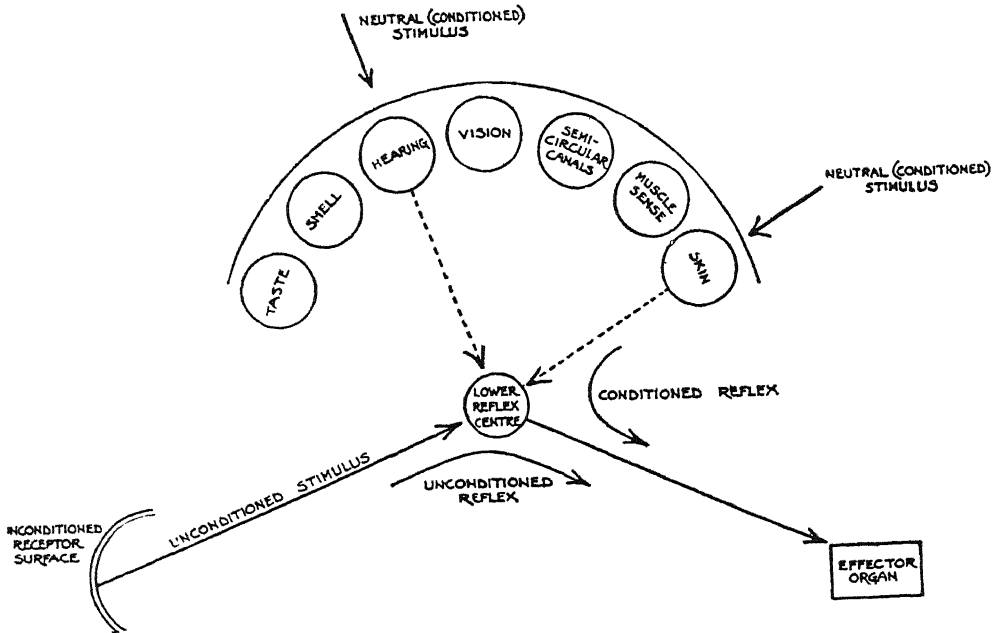 NEUTRAL (CONDITIONED)
STIMULUS
VISION
HEARING
SEMI-
CIRCULAR
CANALS
NEUTRAL (CONDITIONED)
STIMULUS
MUSCLE
SENSE
SMELL
SKIN
TASTE
LOWER
REFLEX
CENTRE
CONDITIONED REFLEX
UNCONDITIONED STIMULUS
UNCONDITIONED
REFLEX
INCONDITIONED
RECEPTOR
SURFACE
EFFECTOR
ORGAN